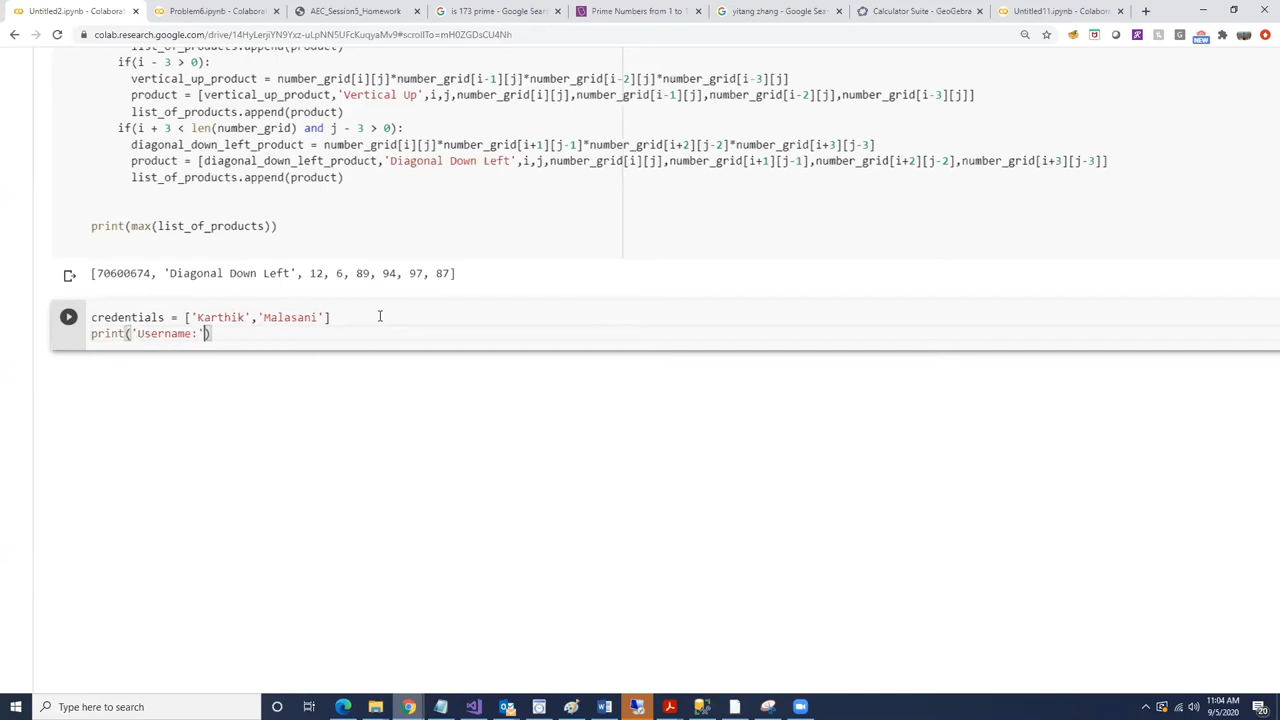 Untitled2.ipynb - Colaborat
Problem6.ipynb - Colaborat
AEC_Session5_Homework
is 173 prime - Google Sear
Prime Numbers from 1 to 1
yitang zhang - Google Sear
Calculator Suite - GeoGebra
Untitled11.ipynb - Colabora
colab.research.google.com/drive/14HyLerjiYN9Yxz-uLpNN5UFcKuqyaMv9#scrollTo=mH0ZGDsCU4Nh
NEW
list_of_products.append(product)
if(i - 3 > 0):
vertical_up_product = number_grid[i][j]*number_grid[i-1][j]*number_grid[i-2][j]*number_grid[i-3][j]
product = [vertical_up_product,'Vertical Up',i,j,number_grid[i][j],number_grid[i-1][j],number_grid[i-2][j],number_grid[i-3][j]]
list_of_products.append(product)
if(i + 3 < len(number_grid) and j - 3 > 0):
diagonal_down_left_product = number_grid[i][j]*number_grid[i+1][j-1]*number_grid[i+2][j-2]*number_grid[i+3][j-3]
product = [diagonal_down_left_product,'Diagonal Down Left',i,j,number_grid[i][j],number_grid[i+1][j-1],number_grid[i+2][j-2],number_grid[i+3][j-3]]
list_of_products.append(product)
print(max(list_of_products))
[70600674, 'Diagonal Down Left', 12, 6, 89, 94, 97, 87]
credentials = ['Karthik','Malasani']
print('Username:')
Type here to search
11:04 AM
9/5/2020
20